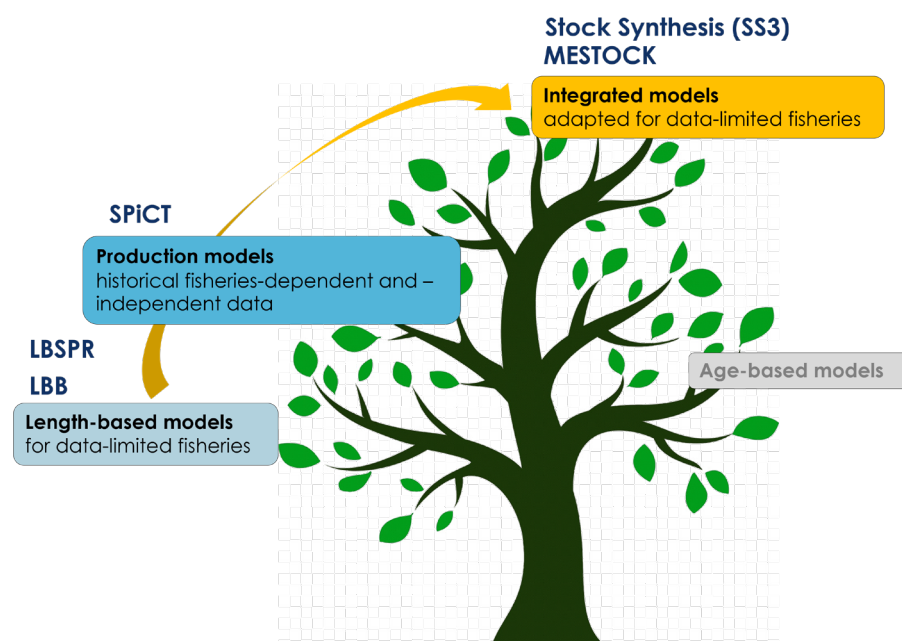 Stock Synthesis (SS3)
MESTOCK
Integrated models
adapted for data-limited fisheries
SPiCT
Production models
historical fisheries-dependent and –
independent data
LBSPR
LBB
Age-based models
Length-based models
for data-limited fisheries